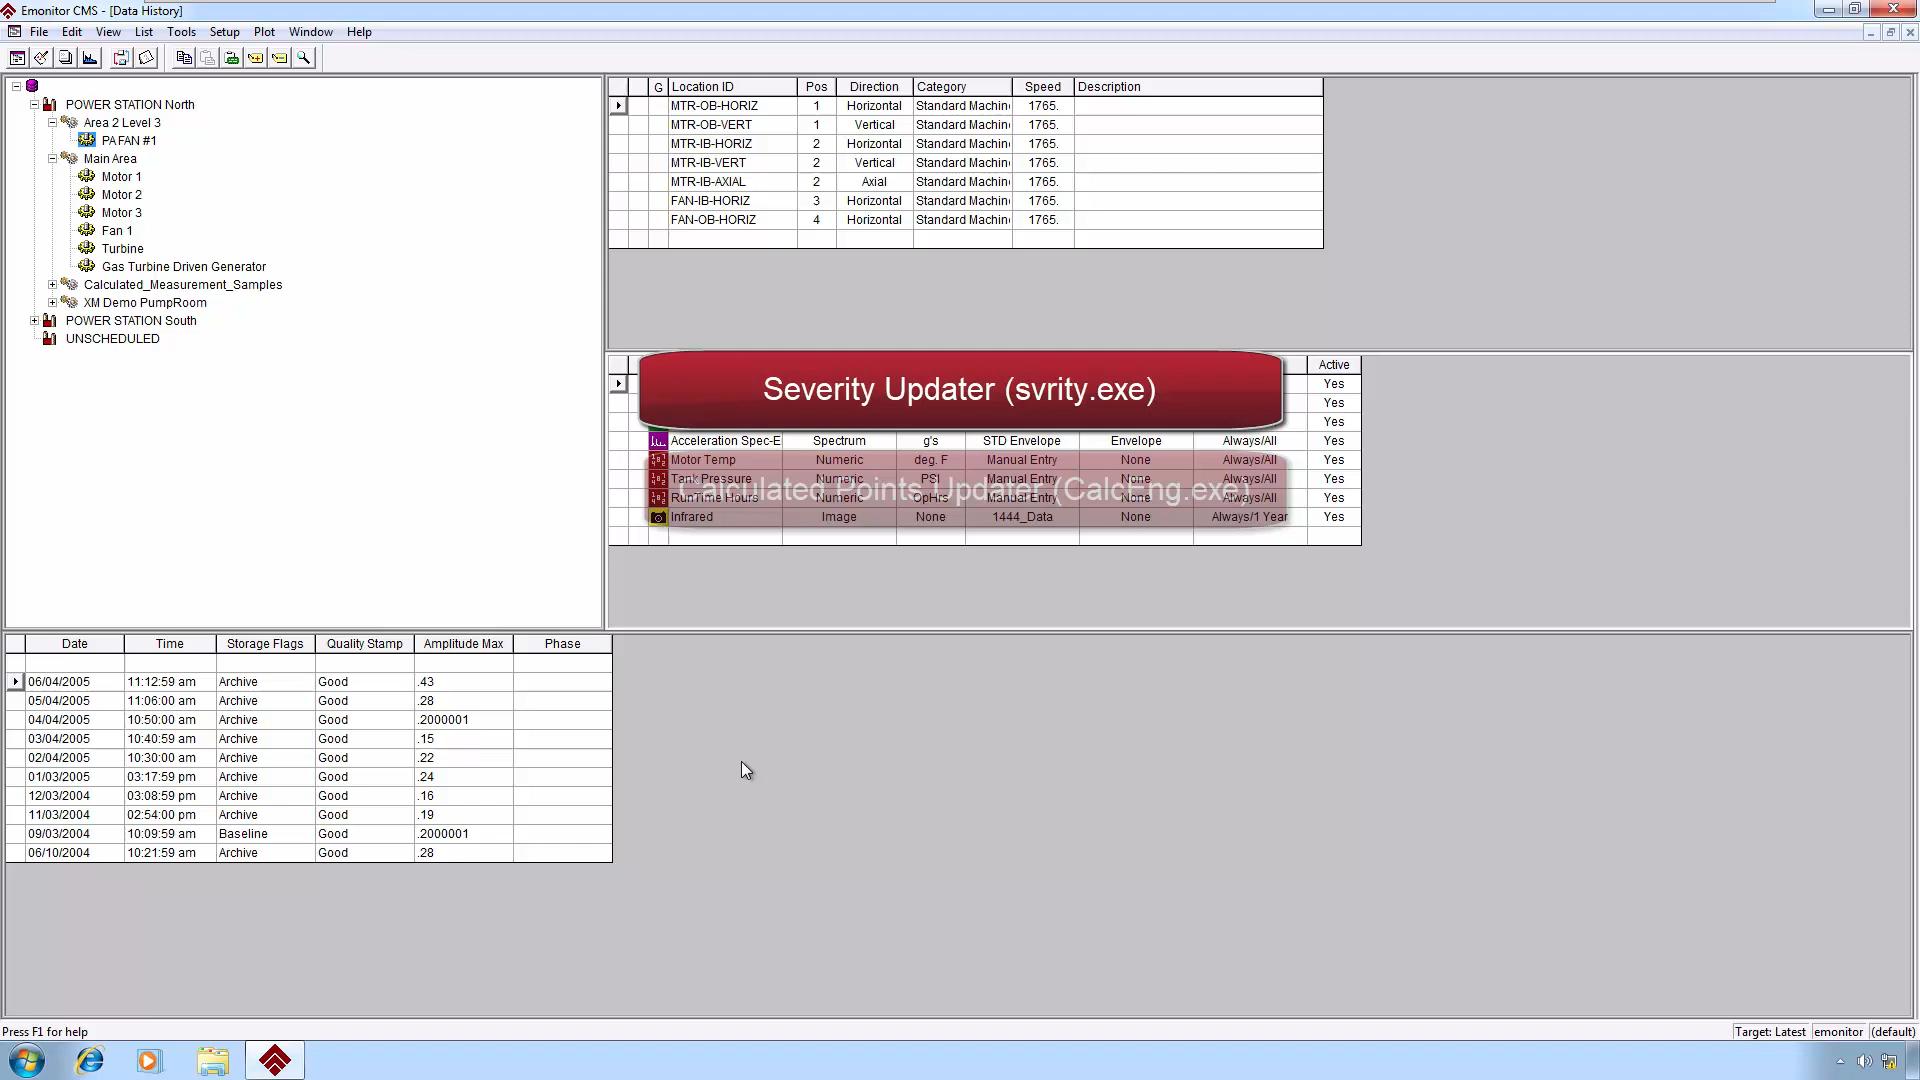 Emonitor CMS - [Data History]
File Edit View List Tools Setup Plot Window Help
POWER STATION North
Area 2 Level 3
PA FAN #1
Main Area
Motor 1
Motor 2
Motor 3
Fan 1
Turbine
Gas Turbine Driven Generator
Calculated_Measurement_Samples
XM Demo PumpRoom
POWER STATION South
UNSCHEDULED
G Location ID Pos Direction Category Speed Description
MTR-OB-HORIZ 1 Horizontal Standard Machin 1765.
MTR-OB-VERT 1 Vertical Standard Machin 1765.
MTR-IB-HORIZ 2 Horizontal Standard Machin 1765.
MTR-IB-VERT 2 Vertical Standard Machin 1765.
MTR-IB-AXIAL 2 Axial Standard Machin 1765.
FAN-IB-HORIZ 3 Horizontal Standard Machin 1765.
FAN-OB-HORIZ 4 Horizontal Standard Machin 1765.
Active
Yes
Yes
Yes
Severity Updater (svrity.exe)
Acceleration Spec-E Spectrum g's STD Envelope Envelope Always/All Yes
Motor Temp Numeric deg. F Manual Entry None Always/All Yes
Tank Pressure Numeric PSI Manual Entry None Always/All Yes
Calculated Points Updater (CalcEng.exe)
RunTime Hours Numeric OpHrs Manual Entry None Always/All Yes
Infrared Image None 1444_Data None Always/1 Year Yes
Date Time Storage Flags Quality Stamp Amplitude Max Phase
06/04/2005 11:12:59 am Archive Good .43
05/04/2005 11:06:00 am Archive Good .28
04/04/2005 10:50:00 am Archive Good .2000001
03/04/2005 10:40:59 am Archive Good .15
02/04/2005 10:30:00 am Archive Good .22
01/03/2005 03:17:59 pm Archive Good .24
12/03/2004 03:08:59 pm Archive Good .16
11/03/2004 02:54:00 pm Archive Good .19
09/03/2004 10:09:59 am Baseline Good .2000001
06/10/2004 10:21:59 am Archive Good .28
Press F1 for help
Target: Latest emonitor (default)